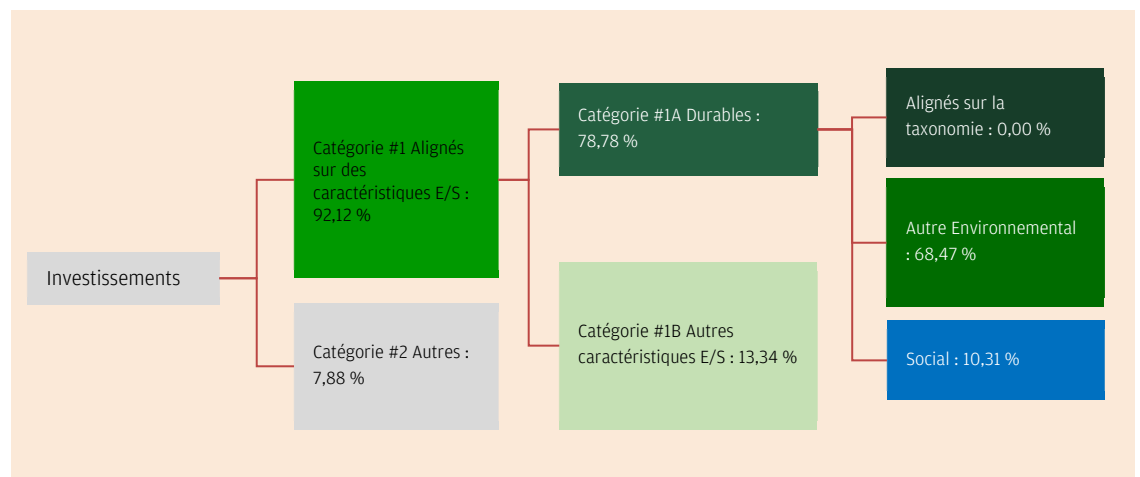 Investissements
Catégorie #1 Alignés
sur des
caractéristiques E/S :
92,12 %
Catégorie #2 Autres :
7,88 %
Catégorie #1A Durables :
78,78 %
Catégorie #1B Autres
caractéristiques E/S : 13,34 %
Alignés sur la
taxonomie : 0,00 %
Autre Environnemental
: 68,47 %
Social : 10,31 %